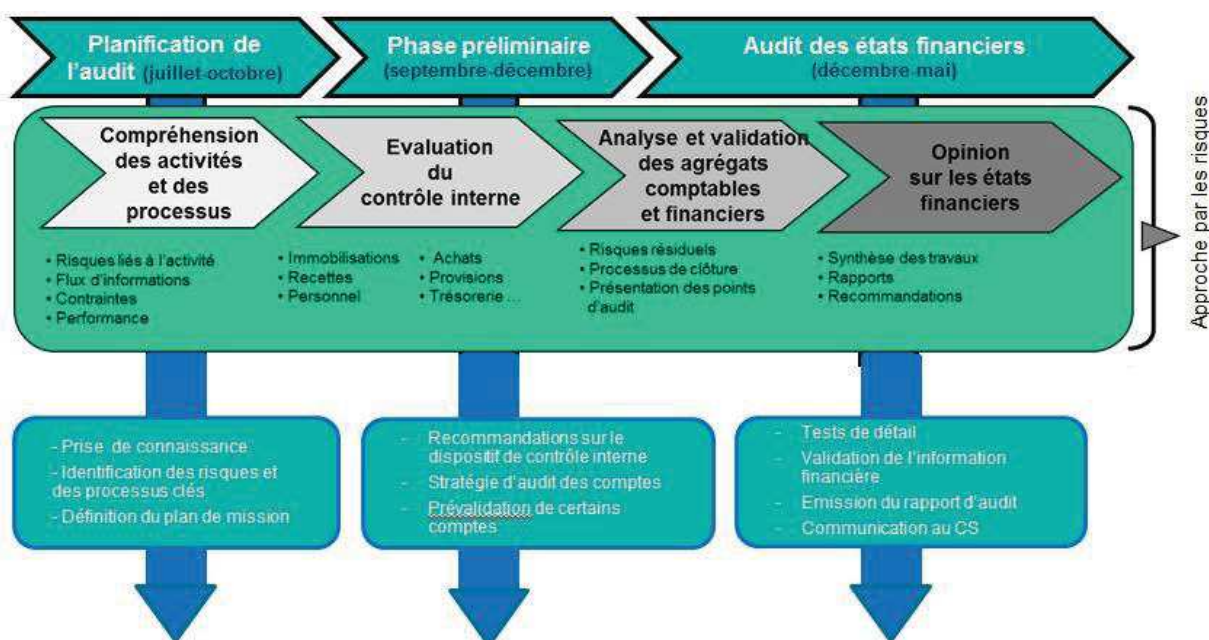 Planification de
l'audit (juillet-octobre)
Phase préliminaire
(septembre-décembre)
Audit des états financiers
(décembre-mai)
Compréhension
des activités
et des
processus
Evaluation
du
contrôle interne
Analyse et validation
des agrégats
comptables
et financiers
Opinion
sur les états
financiers
• Risques liés à l'activité
• Flux d'informations
• Contraintes
• Performance
• Immobilisations
• Recettes
• Personnel
• Achats
• Provisions
• Trésorerie ...
• Risques résiduels
• Processus de clôture
• Présentation des points
d'audit
• Synthèse des travaux
• Rapports
• Recommandations
Approche par les risques
- Prise de connaissance
- Identification des risques et
des processus clés
- Définition du plan de mission
- Recommandations sur le
dispositif de contrôle interne
- Stratégie d'audit des comptes
- Prévalidation de certains
comptes
- Tests de détail
- Validation de l'information
financière
- Emission du rapport d'audit
- Communication au CS